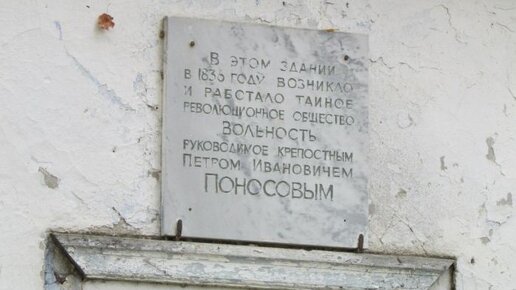 В ЭТОМ ЗДАНИИ
В 1836 ГОДУ ВОЗНИКЛО
И РАБОТАЛО ТАЙНОЕ
РЕВОЛЮЦИОННОЕ ОБЩЕСТВО
ВОЛЬНОСТЬ
РУКОВОДИМОЕ КРЕПОСТНЫМ
ПЕТРОМ ИВАНОВИЧЕМ
ПОНОСОВЫМ